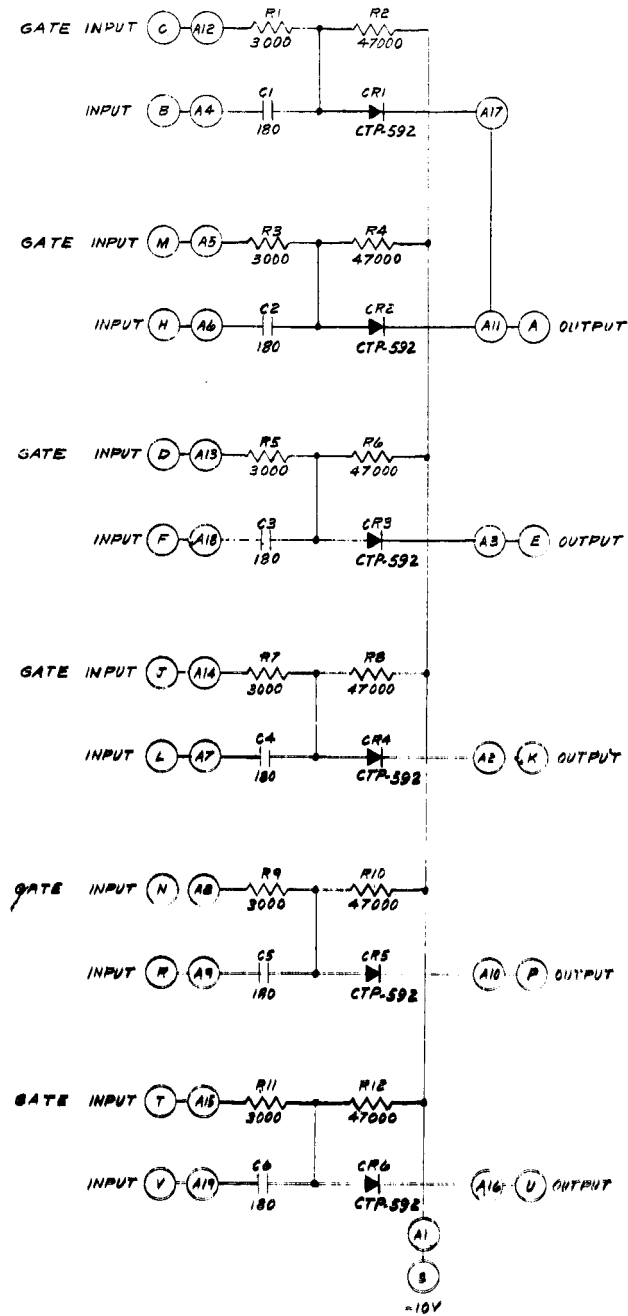 R1 R2
GATE INPUT C A12 3000 47000
C1 CR1
INPUT B A4 A17
180 CTP-592
R3 R4
GATE INPUT M A5 3000 47000
C2 CR2
INPUT H A6 A11 A OUTPUT
180 CTP-592
R5 R6
GATE INPUT D A13 3000 47000
C3 CR3
INPUT F A18 A3 E OUTPUT
180 CTP-592
R7 R8
GATE INPUT J A14 3000 47000
C4 CR4
INPUT L A7 A2 K OUTPUT
180 CTP-592
R9 R10
GATE INPUT N A8 3000 47000
C5 CR5
INPUT R A9 A10 P OUTPUT
180 CTP-592
R11 R12
GATE INPUT T A15 3000 47000
C6 CR6
INPUT V A19 A16 U OUTPUT
180 CTP-592
A1
-10V